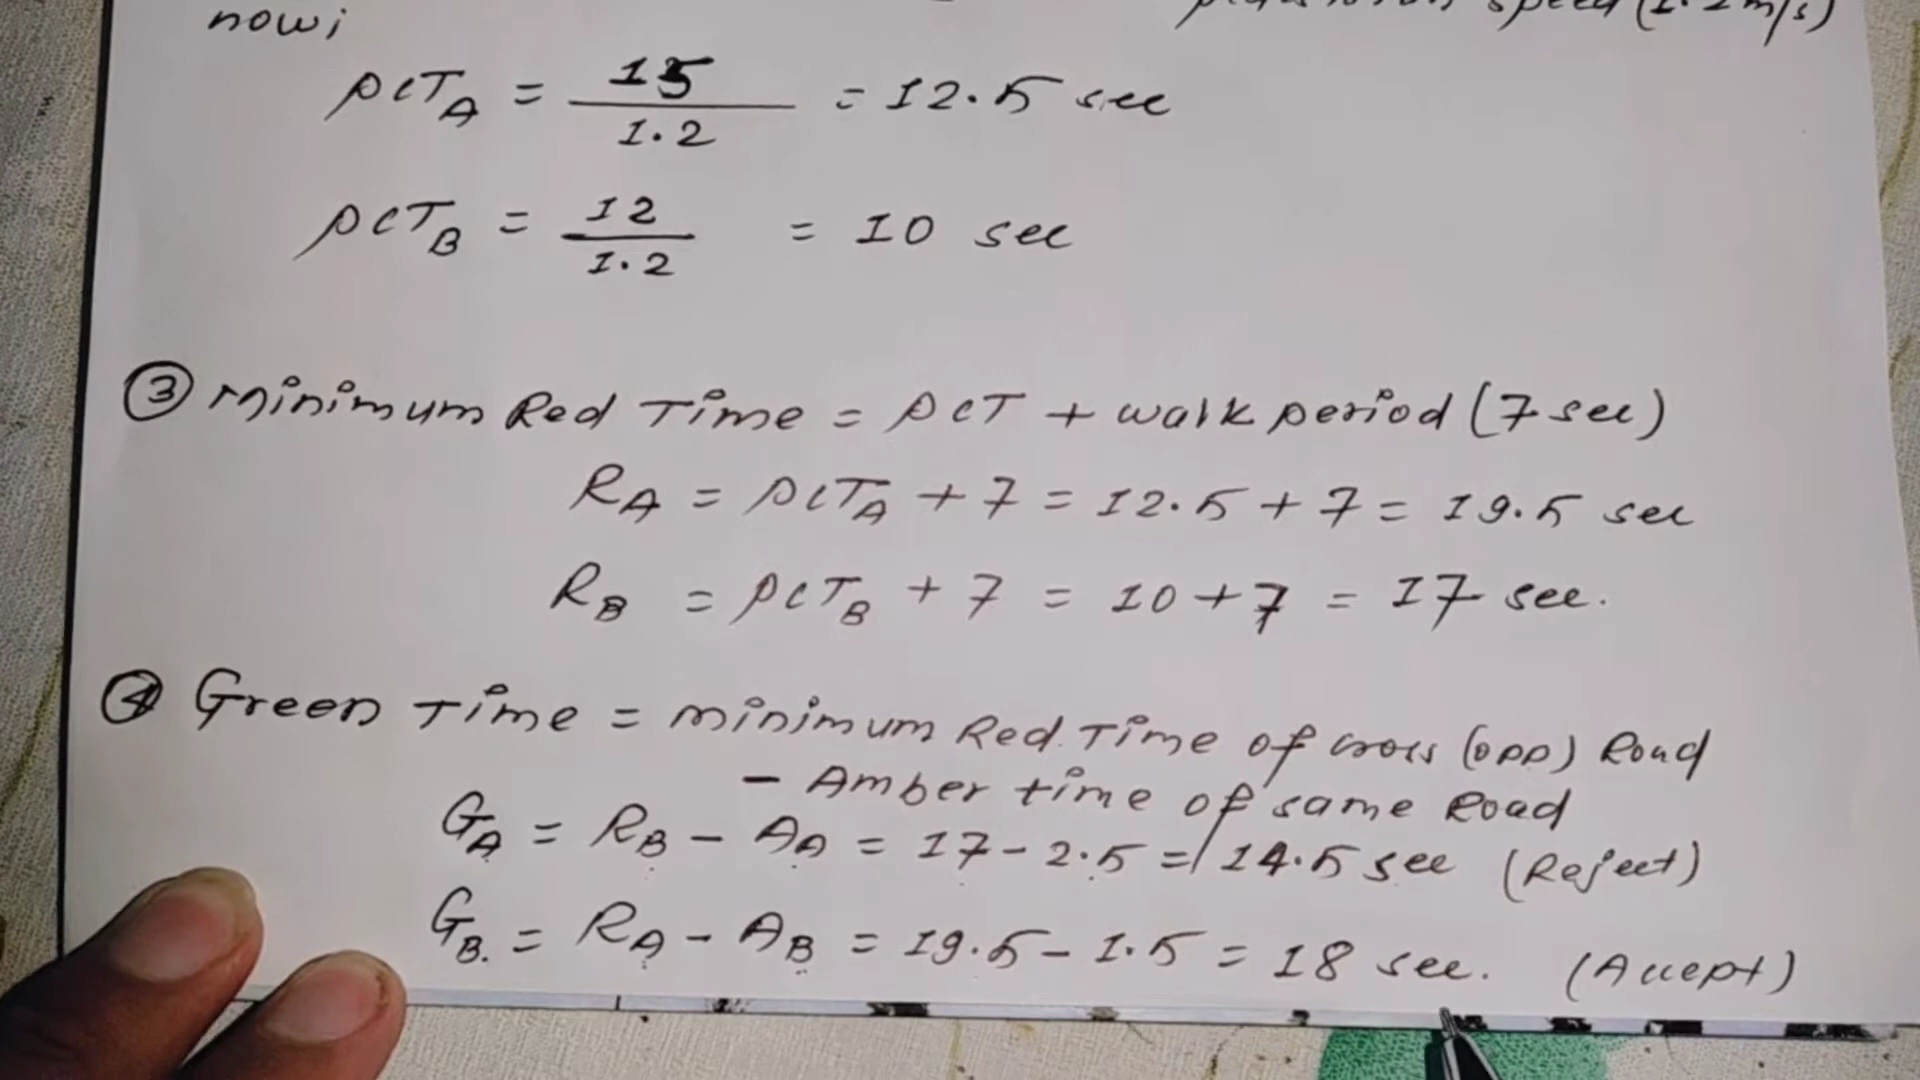 now;
speed (1.2 m/s)
PCT_A = 15 / 1.2 = 12.5 sec
PCT_B = 12 / 1.2 = 10 sec
③ Minimum Red Time = PCT + walk period (7 sec)
R_A = PCT_A + 7 = 12.5 + 7 = 19.5 sec
R_B = PCT_B + 7 = 10 + 7 = 17 sec.
④ Green Time = minimum Red Time of cross (opp) Road
- Amber time of same Road
G_A = R_B - A_A = 17 - 2.5 = 14.5 sec (Reject)
G_B. = R_A - A_B = 19.5 - 1.5 = 18 sec. (Accept)